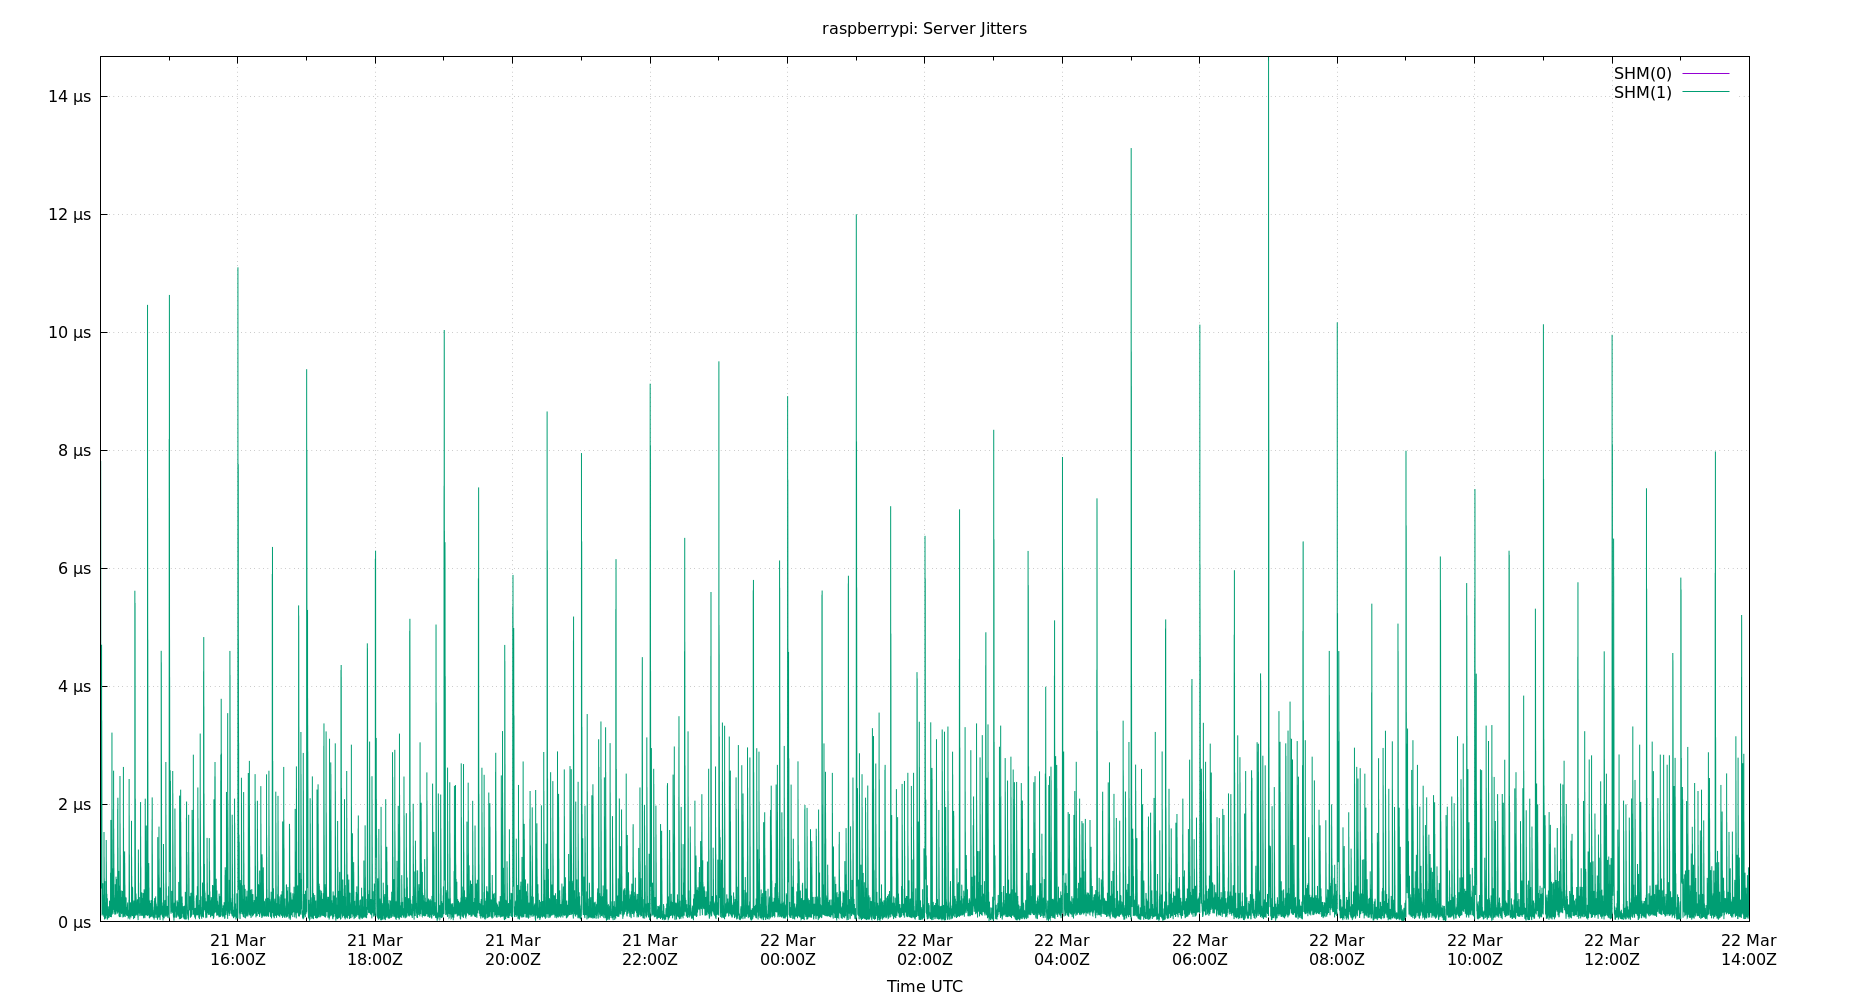 raspberrypi: Server Jitters
SHM(0)
SHM(1)
14 µs
12 µs
10 µs
8 µs
6 µs
4 µs
2 µs
0 µs
21 Mar 21 Mar 21 Mar 21 Mar 22 Mar 22 Mar 22 Mar 22 Mar 22 Mar 22 Mar 22 Mar 22 Mar
16:00Z 18:00Z 20:00Z 22:00Z 00:00Z 02:00Z 04:00Z 06:00Z 08:00Z 10:00Z 12:00Z 14:00Z
Time UTC